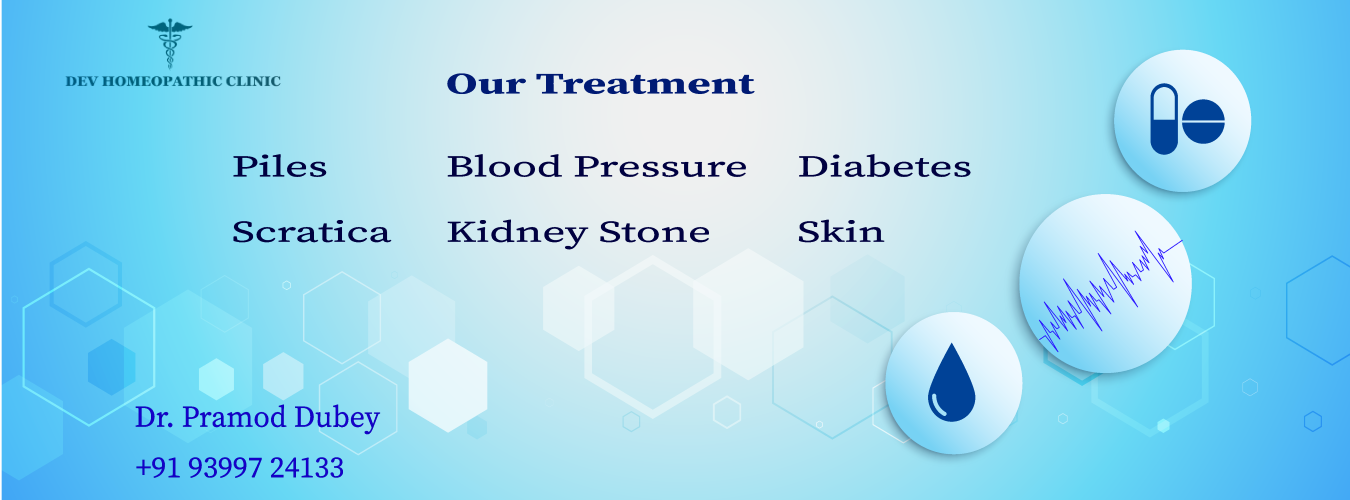 DEV HOMEOPATHIC CLINIC
Our Treatment
Piles Blood Pressure Diabetes
Scratica Kidney Stone Skin
Dr. Pramod Dubey
+91 93997 24133